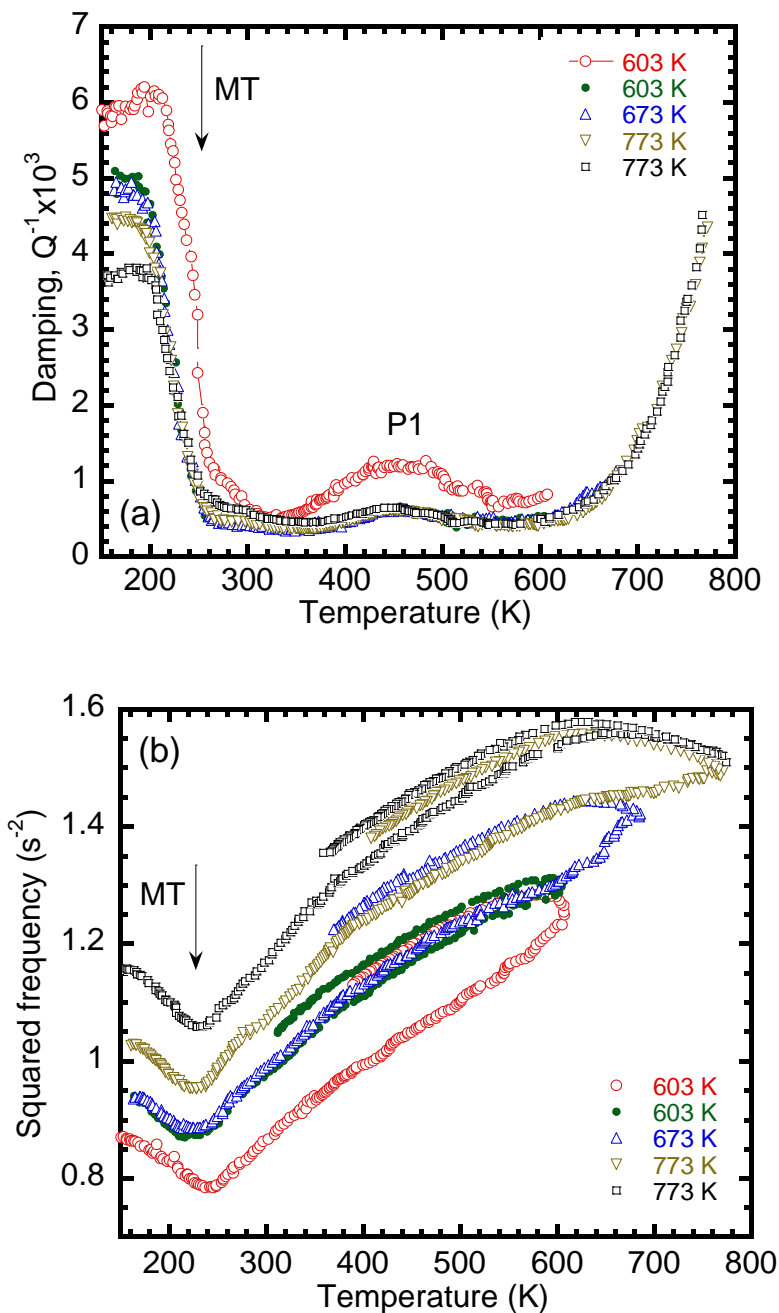 7
6
5
4
3
2
1
0
Damping, Q⁻¹ x10³
MT
603 K
603 K
673 K
773 K
773 K
P1
(a)
200 300 400 500 600 700 800
Temperature (K)
1.6
1.4
1.2
1
0.8
Squared frequency (s⁻²)
(b)
MT
603 K
603 K
673 K
773 K
773 K
200 300 400 500 600 700 800
Temperature (K)